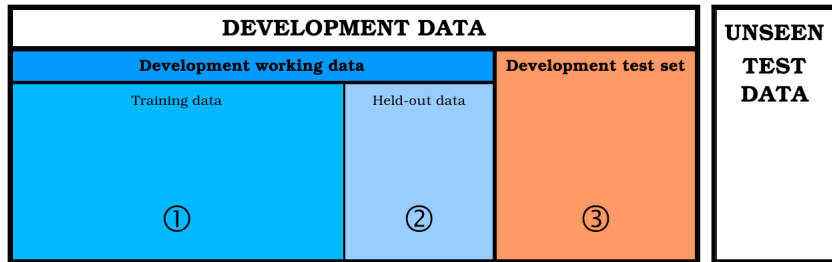 DEVELOPMENT DATA
Development working data
Development test set
Training data
Held-out data
①
②
③
UNSEEN
TEST
DATA